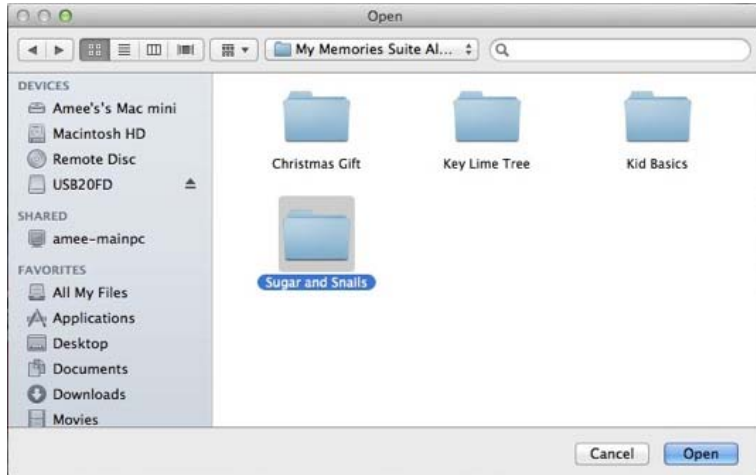 Open
My Memories Suite Al...
DEVICES
Amee's's Mac mini
Macintosh HD
Remote Disc
USB20FD
SHARED
amee-mainpc
FAVORITES
All My Files
Applications
Desktop
Documents
Downloads
Movies
Christmas Gift
Key Lime Tree
Kid Basics
Sugar and Snails
Cancel
Open